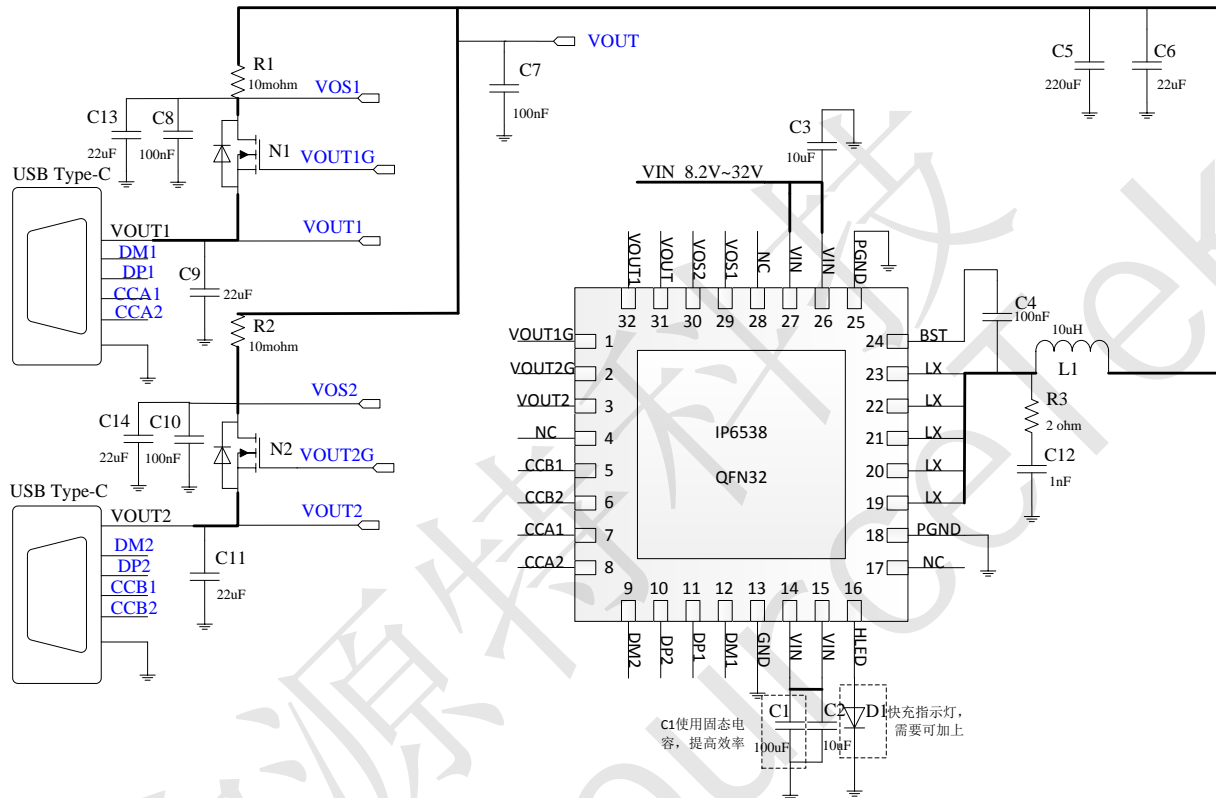 VOUT
R1
10mohm
VOS1
C13
22uF
C8
100nF
N1
VOUT1G
USB Type-C
VOUT1
DM1
DP1
CCA1
CCA2
VOUT1
C9
22uF
R2
10mohm
VOS2
C14
22uF
C10
100nF
N2
VOUT2G
USB Type-C
VOUT2
DM2
DP2
CCB1
CCB2
VOUT2
C11
22uF
C7
100nF
C5
220uF
C6
22uF
C3
10uF
VIN 8.2V~32V
VOUT1
VOUT
VOS2
VOS1
NC
VIN
VIN
PGND
32
31
30
29
28
27
26
25
VOUT1G
1
VOUT2G
2
VOUT2
3
NC
4
CCB1
5
CCB2
6
CCA1
7
CCA2
8
IP6538
QFN32
24
BST
23
LX
22
LX
21
LX
20
LX
19
LX
18
PGND
17
NC
C4
100nF
10uH
L1
R3
2 ohm
C12
1nF
9
10
11
12
13
14
15
16
DM2
DP2
DP1
DM1
GND
VIN
VIN
HLED
C1使用固态电
容，提高效率
C1
100uF
C2
10uF
D1
快充指示灯，
需要可加上
源特科技
ourceTek